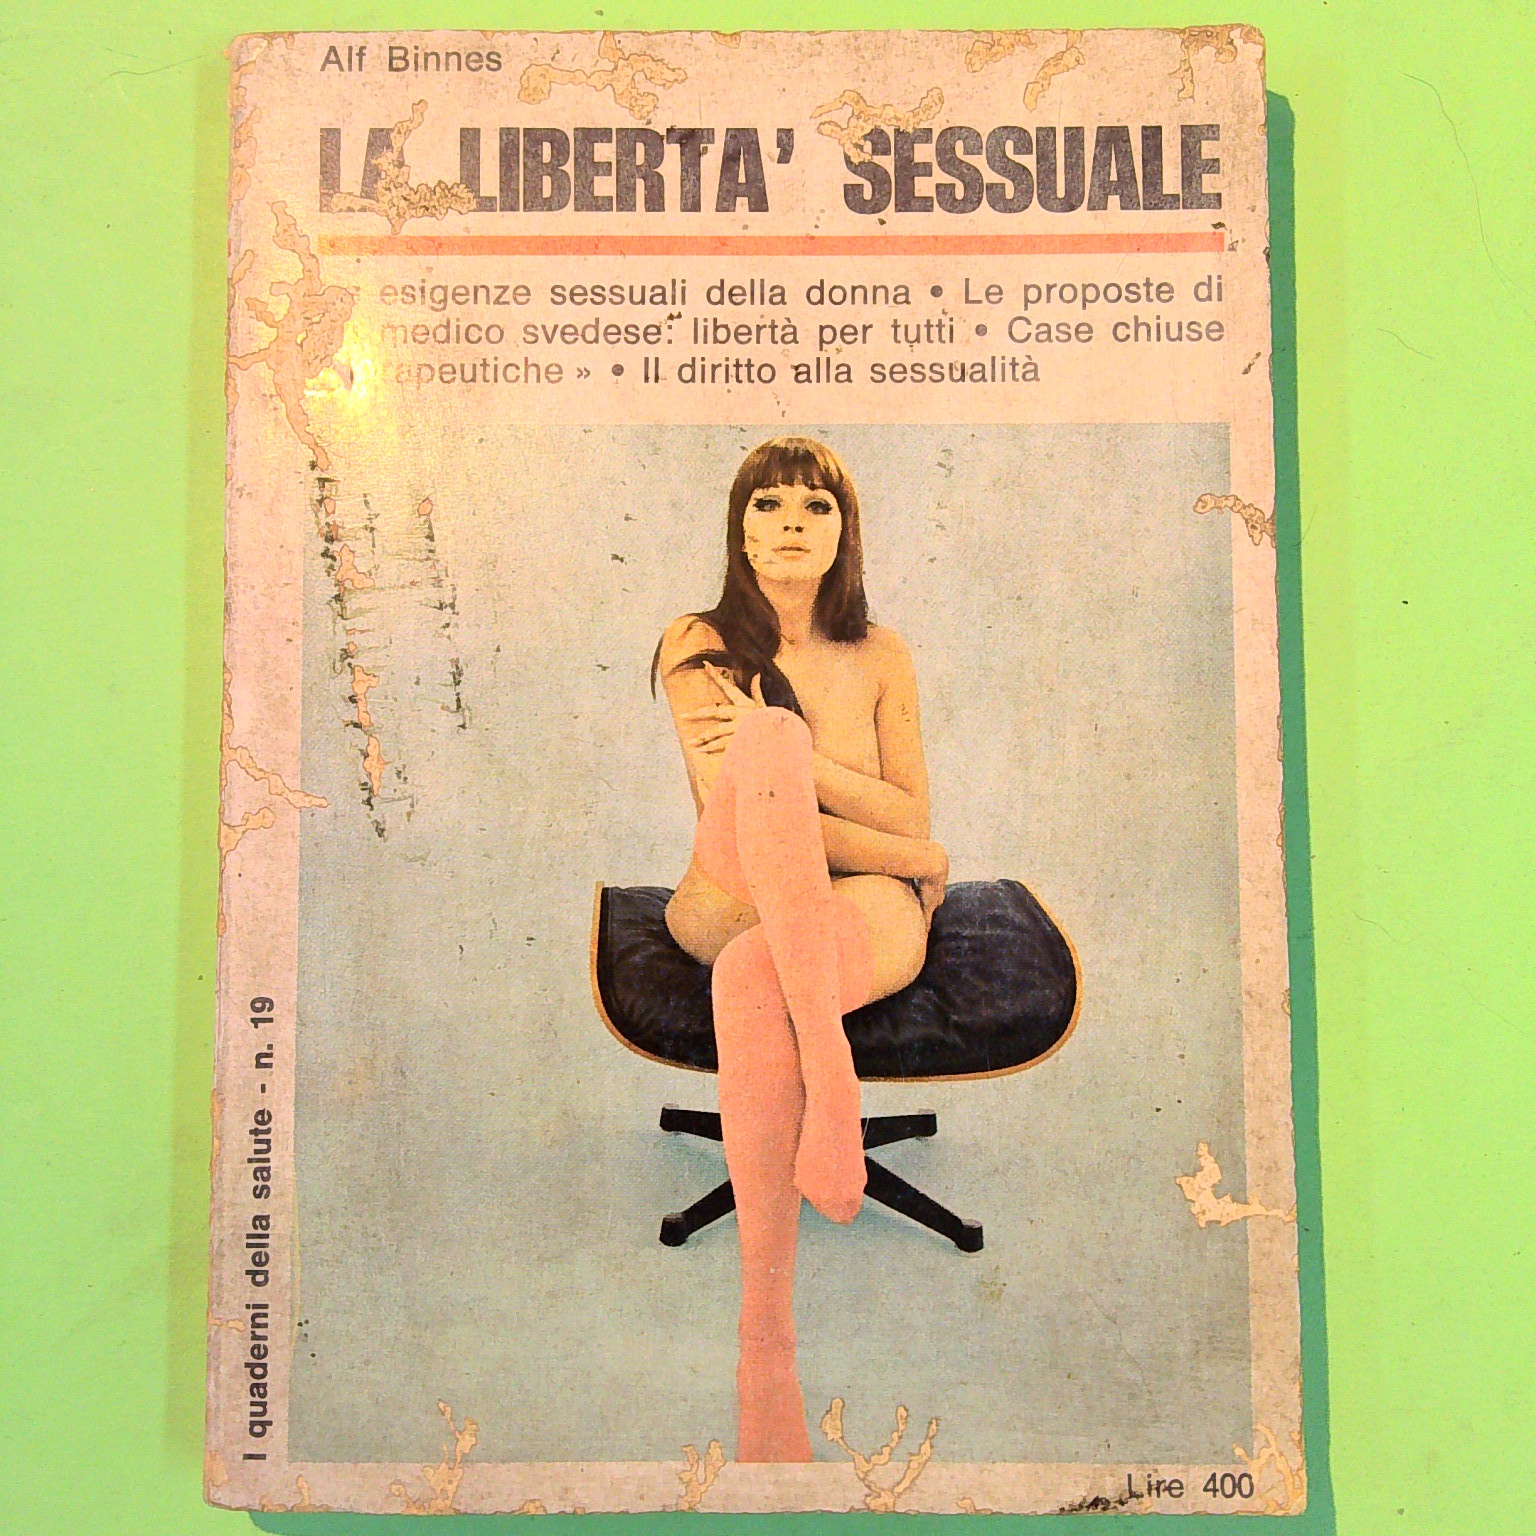 Alf Binnes
LA LIBERTA' SESSUALE
esigenze sessuali della donna • Le proposte di
medico svedese: libertà per tutti • Case chiuse
» • Il diritto alla sessualità
I quaderni della salute - n. 19
Lire 400